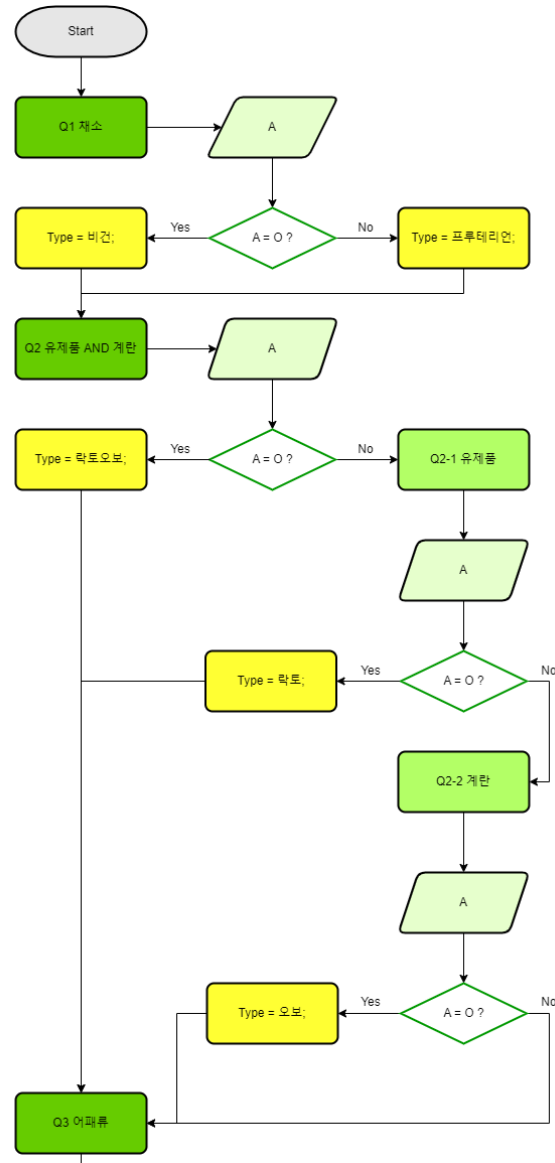 Start
Q1 채소
A
Type = 비건;
Yes
A = O ?
No
Type = 프루테리언;
Q2 유제품 AND 계란
A
Type = 락토오보;
Yes
A = O ?
No
Q2-1 유제품
A
Type = 락토;
Yes
A = O ?
No
Q2-2 계란
A
Type = 오보;
Yes
A = O ?
No
Q3 어패류